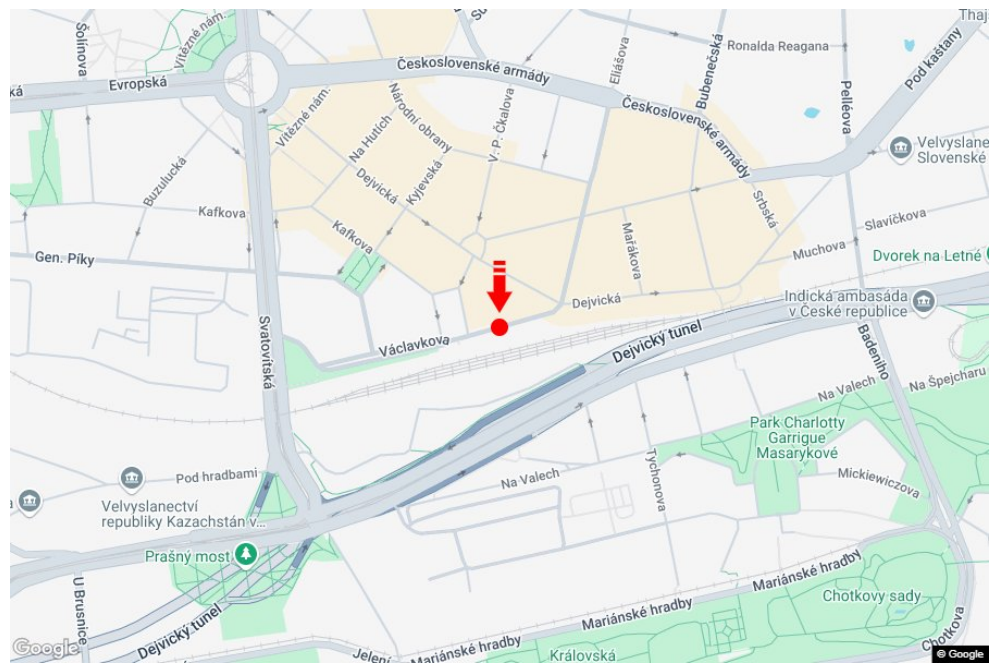 Šolínova
Vítězné nám.
Thaj
Ronalda Reagana
Eliášova
Bubenečská
Pod kaštany
Pelléova
Československé armády
Evropská
ká
Národní obrany
V. P. Čkalova
Československé armády
Vítězné nám.
Na Hutích
Velvyslane
Slovenské
Buzulucká
Dejvická
Kyjevská
Srbská
Kafkova
Kafkova
Slavíčkova
Mařákova
Muchova
Gen. Píky
Dvorek na Letné
Dejvická
Indická ambasáda
v České republice
Svatovítská
Václavkova
Dejvický tunel
Badeniho
Na Valech
Na Špejcharu
Park Charlotty
Garrigue
Masarykové
Tychonova
Pod hradbami
Na Valech
Mickiewiczova
Velvyslanectví
republiky Kazachstán v...
Prašný most
U Brusnice
Mariánské hradby
Chotkovy sady
Mariánské hradby
Dejvický tunel
Chotkova
Jelení
Mariánské hradby
Královská
Google
© Google